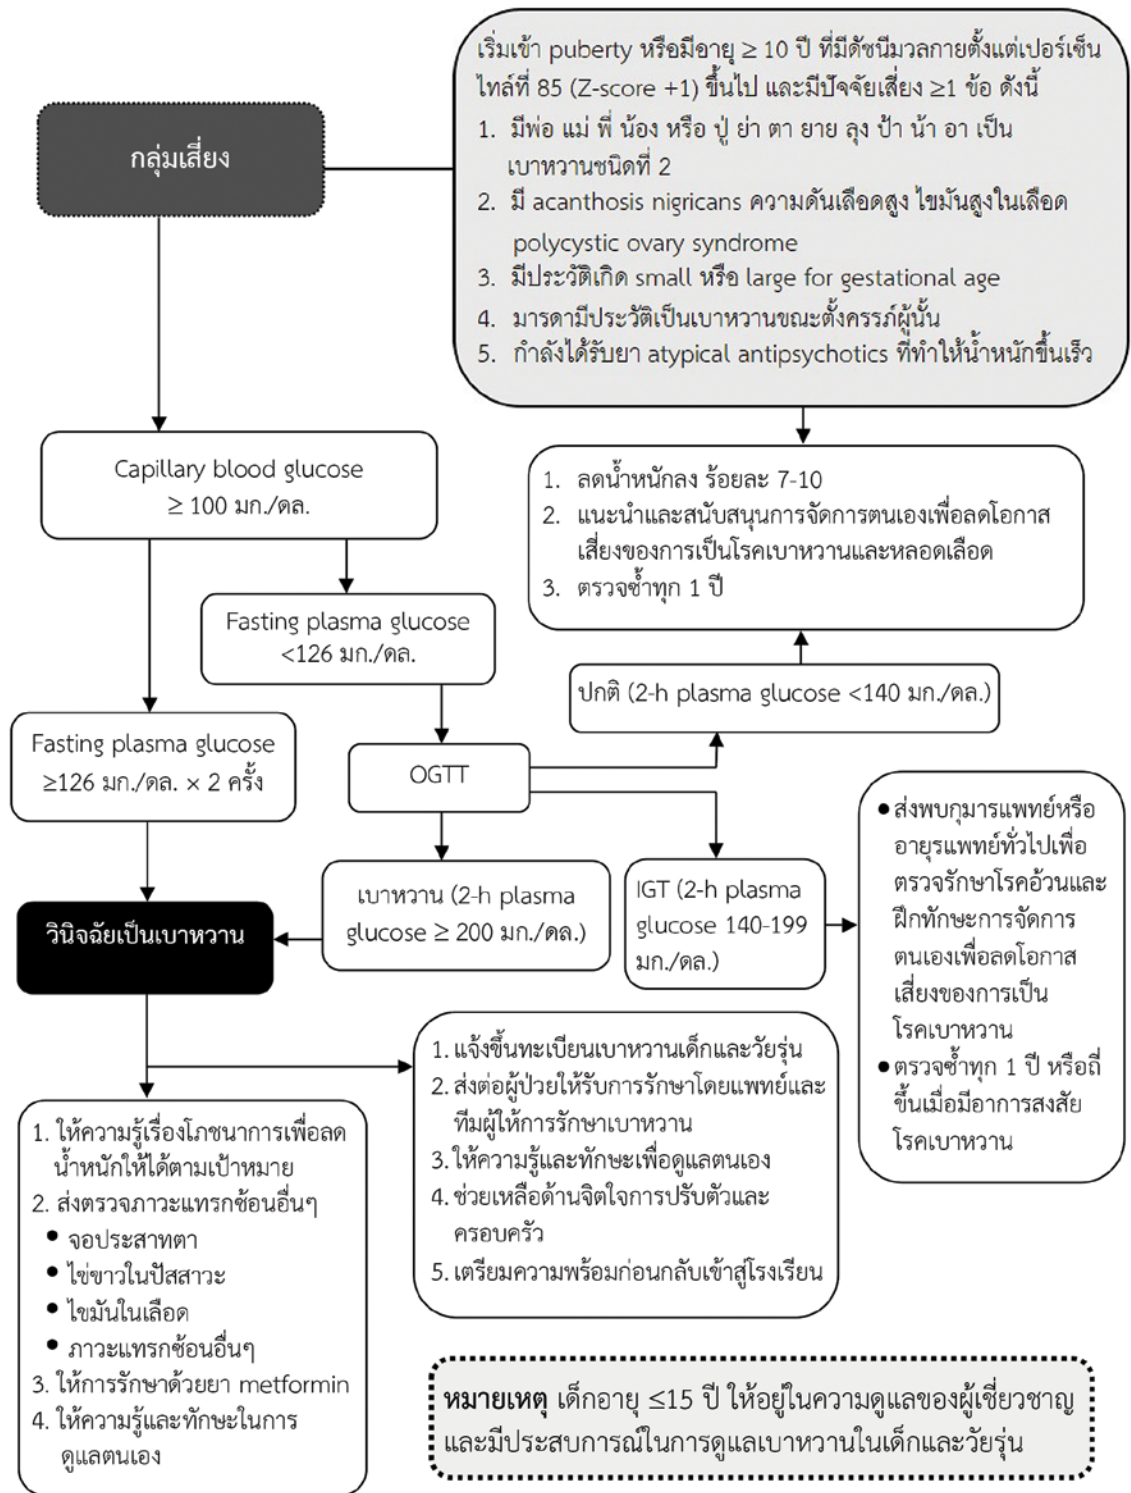 กลุ่มเสี่ยง
เริ่มเข้า puberty หรือมีอายุ ≥ 10 ปี ที่มีดัชนีมวลกายตั้งแต่เปอร์เซ็น
ไทล์ที่ 85 (Z-score +1) ขึ้นไป และมีปัจจัยเสี่ยง ≥1 ข้อ ดังนี้
1. มีพ่อ แม่ พี่ น้อง หรือ ปู่ ย่า ตา ยาย ลุง ป้า น้า อา เป็น
เบาหวานชนิดที่ 2
2. มี acanthosis nigricans ความดันเลือดสูง ไขมันสูงในเลือด
polycystic ovary syndrome
3. มีประวัติเกิด small หรือ large for gestational age
4. มารดามีประวัติเป็นเบาหวานขณะตั้งครรภ์ผู้นั้น
5. กำลังได้รับยา atypical antipsychotics ที่ทำให้น้ำหนักขึ้นเร็ว
Capillary blood glucose
≥ 100 มก./ดล.
1. ลดน้ำหนักลง ร้อยละ 7-10
2. แนะนำและสนับสนุนการจัดการตนเองเพื่อลดโอกาส
เสี่ยงของการเป็นโรคเบาหวานและหลอดเลือด
3. ตรวจซ้ำทุก 1 ปี
Fasting plasma glucose
<126 มก./ดล.
ปกติ (2-h plasma glucose <140 มก./ดล.)
Fasting plasma glucose
≥126 มก./ดล. × 2 ครั้ง
OGTT
เบาหวาน (2-h plasma
glucose ≥ 200 มก./ดล.)
IGT (2-h plasma
glucose 140-199
มก./ดล.)
● ส่งพบกุมารแพทย์หรือ
อายุรแพทย์ทั่วไปเพื่อ
ตรวจรักษาโรคอ้วนและ
ฝึกทักษะการจัดการ
ตนเองเพื่อลดโอกาส
เสี่ยงของการเป็น
โรคเบาหวาน
● ตรวจซ้ำทุก 1 ปี หรือถี่
ขึ้นเมื่อมีอาการสงสัย
โรคเบาหวาน
วินิจฉัยเป็นเบาหวาน
1. แจ้งขึ้นทะเบียนเบาหวานเด็กและวัยรุ่น
2. ส่งต่อผู้ป่วยให้รับการรักษาโดยแพทย์และ
ทีมผู้ให้การรักษาเบาหวาน
3. ให้ความรู้และทักษะเพื่อดูแลตนเอง
4. ช่วยเหลือด้านจิตใจการปรับตัวและ
ครอบครัว
5. เตรียมความพร้อมก่อนกลับเข้าสู่โรงเรียน
1. ให้ความรู้เรื่องโภชนาการเพื่อลด
น้ำหนักให้ได้ตามเป้าหมาย
2. ส่งตรวจภาวะแทรกซ้อนอื่นๆ
● จอประสาทตา
● ไข่ขาวในปัสสาวะ
● ไขมันในเลือด
● ภาวะแทรกซ้อนอื่นๆ
3. ให้การรักษาด้วยยา metformin
4. ให้ความรู้และทักษะในการ
ดูแลตนเอง
หมายเหตุ เด็กอายุ ≤15 ปี ให้อยู่ในความดูแลของผู้เชี่ยวชาญ
และมีประสบการณ์ในการดูแลเบาหวานในเด็กและวัยรุ่น